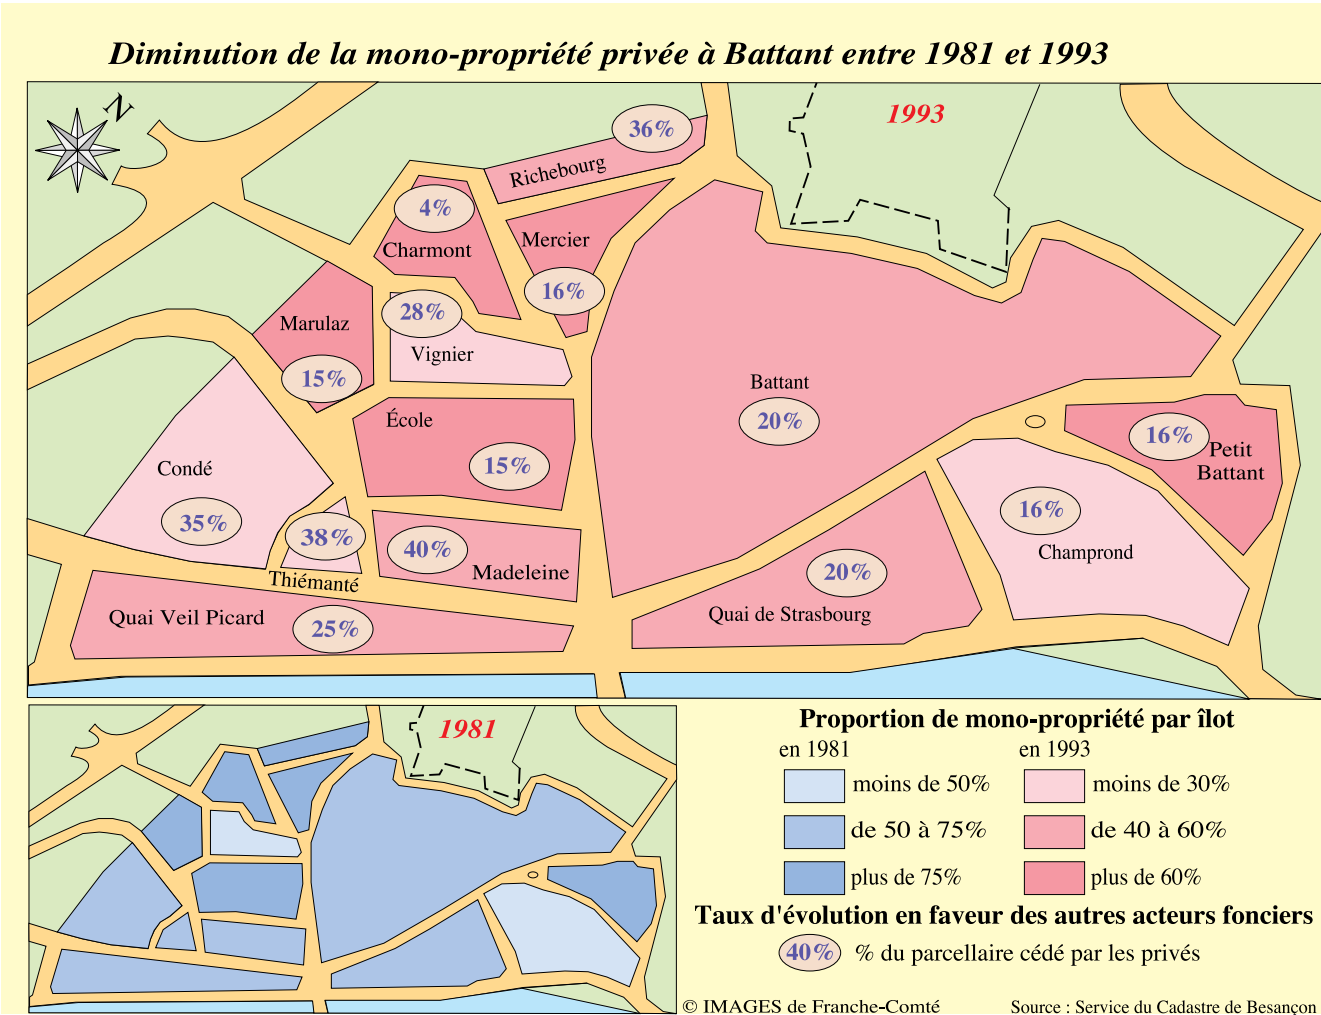 Diminution de la mono-propriété privée à Battant entre 1981 et 1993
N
1993
36%
Richebourg
4%
Charmont
Mercier
16%
28%
Vignier
Marulaz
15%
Battant
20%
École
15%
16%
Petit
Battant
Condé
35%
38%
Thiémanté
40%
Madeleine
16%
Champrond
20%
Quai de Strasbourg
Quai Veil Picard
25%
1981
Proportion de mono-propriété par îlot
en 1981
en 1993
moins de 50%
moins de 30%
de 50 à 75%
de 40 à 60%
plus de 75%
plus de 60%
Taux d'évolution en faveur des autres acteurs fonciers
40% % du parcellaire cédé par les privés
© IMAGES de Franche-Comté
Source : Service du Cadastre de Besançon